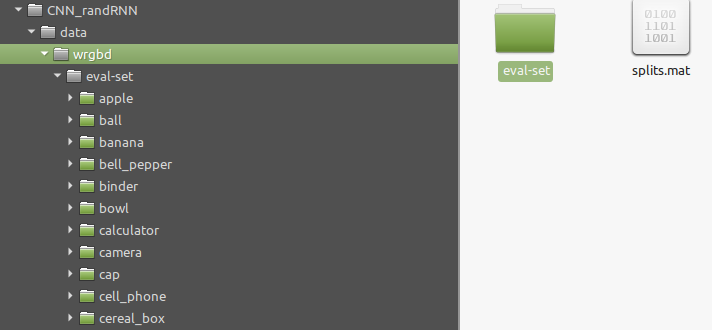 CNN_randRNN
data
wrgbd
eval-set
apple
ball
banana
bell_pepper
binder
bowl
calculator
camera
cap
cell_phone
cereal_box
eval-set
0100
1101
1001
splits.mat